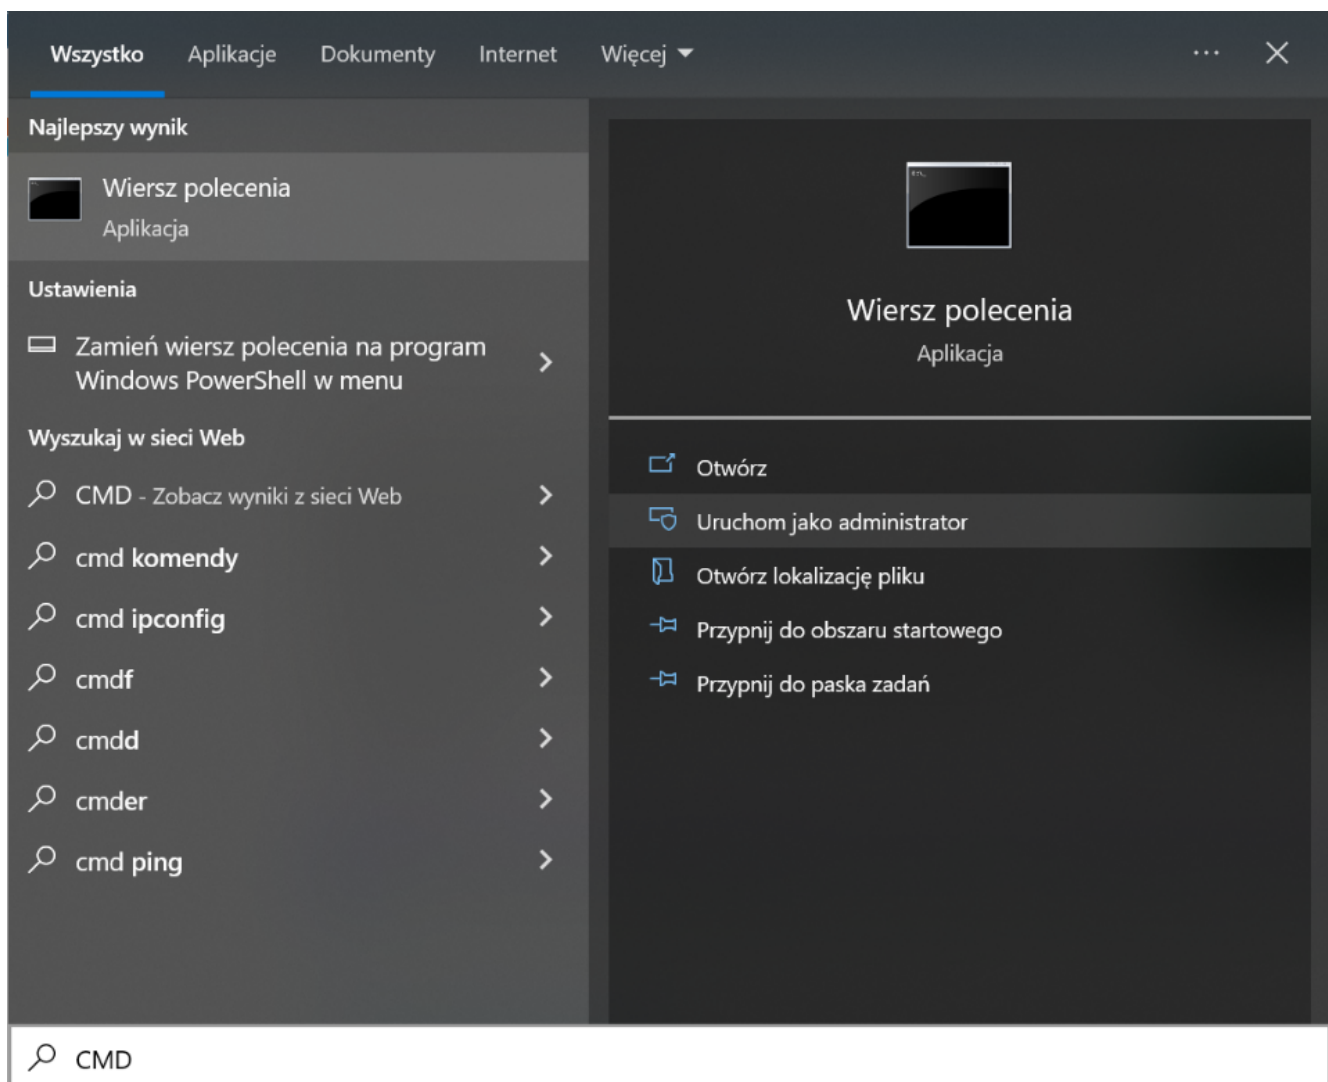 Wszystko Aplikacje Dokumenty Internet Więcej
Najlepszy wynik
Wiersz polecenia
Aplikacja
Ustawienia
Zamień wiersz polecenia na program
Windows PowerShell w menu
Wyszukaj w sieci Web
CMD - Zobacz wyniki z sieci Web
cmd komendy
cmd ipconfig
cmdf
cmdd
cmder
cmd ping
Wiersz polecenia
Aplikacja
Otwórz
Uruchom jako administrator
Otwórz lokalizację pliku
Przypnij do obszaru startowego
Przypnij do paska zadań
CMD